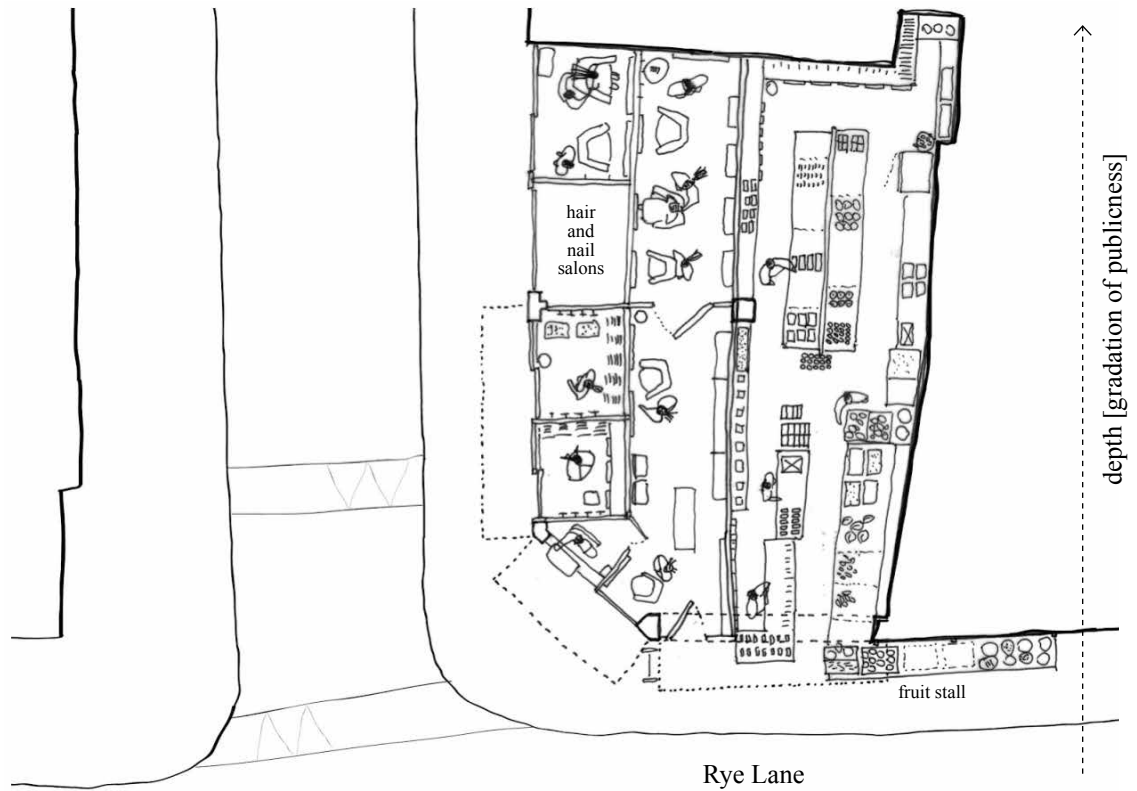 hair
and
nail
salons
depth [gradation of publicness]
fruit stall
Rye Lane